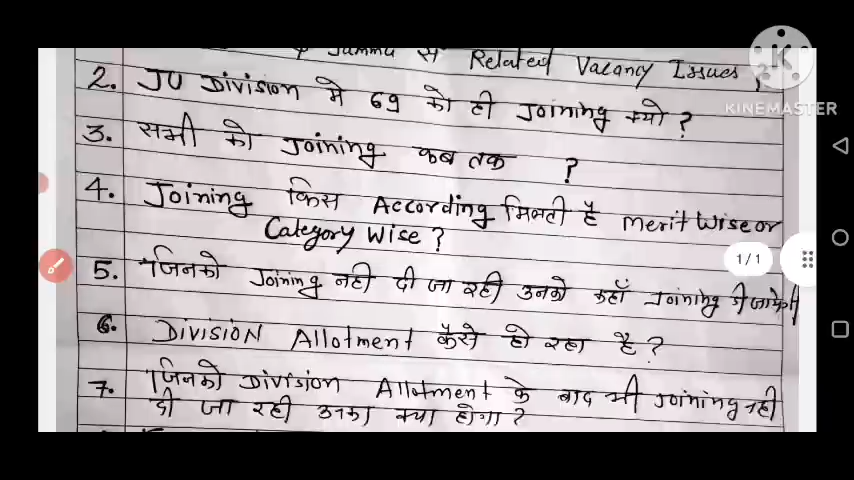 Jammu से Related Vacancy Issues ?
2. JU Division मे 69 को ही Joining क्यो ?
3. सभी को Joining कब तक ?
4. Joining किस According मिलती है Merit Wise or
Category Wise ?
5. जिनको Joining नही दी जा रही उनको कहाँ Joining दी जायेगी
6. DIVISION Allotment कैसे हो रहा है ?
7. जिनको Division Allotment के बाद भी Joining नही
दी जा रही उनका क्या होगा ?
K
KINEMASTER
1/1